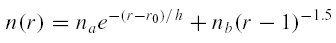 n(r) = n_a e^{-(r-r_0)/h} + n_b (r − 1)^{-1.5}